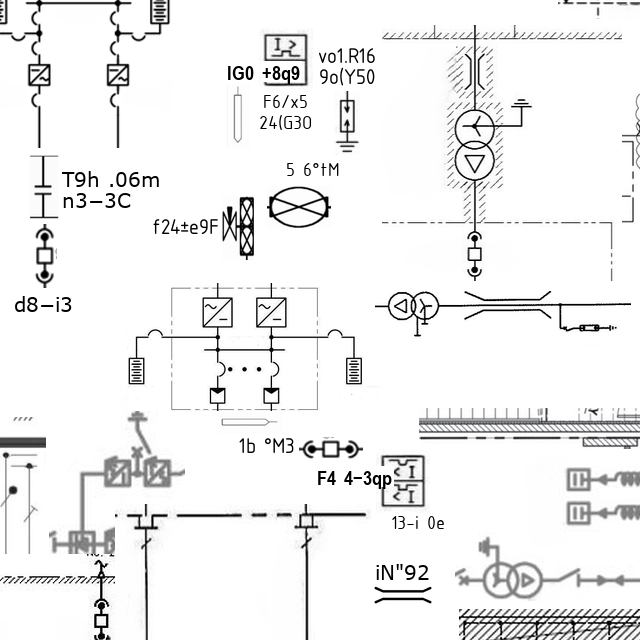 vo1.R16
9o(Y50
IG0 +8q9
F6/x5
24(G3O
5 6°tM
T9h .06m
n3−3C
f24±e9F
d8−i3
1b °M3
F4 4−3qp
13-i 0e
iN"92